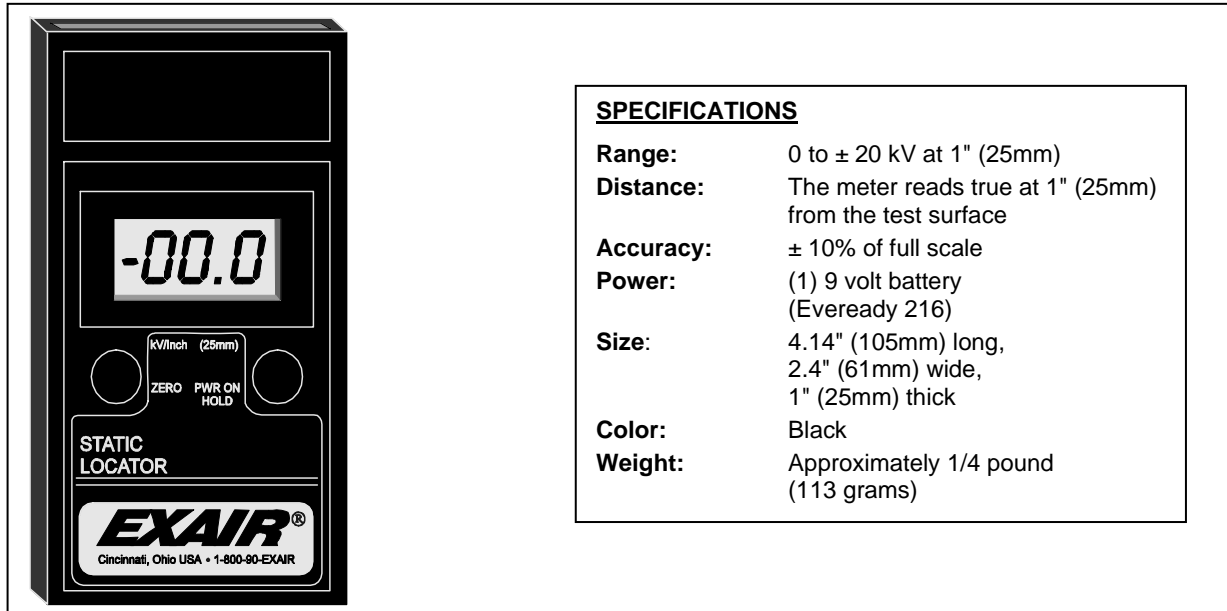 -00.0
kV/Inch (25mm)
ZERO PWR ON
HOLD
STATIC
LOCATOR
EXAIR®
Cincinnati, Ohio USA • 1-800-90-EXAIR
SPECIFICATIONS
Range: 0 to ± 20 kV at 1" (25mm)
Distance: The meter reads true at 1" (25mm)
from the test surface
Accuracy: ± 10% of full scale
Power: (1) 9 volt battery
(Eveready 216)
Size: 4.14" (105mm) long,
2.4" (61mm) wide,
1" (25mm) thick
Color: Black
Weight: Approximately 1/4 pound
(113 grams)